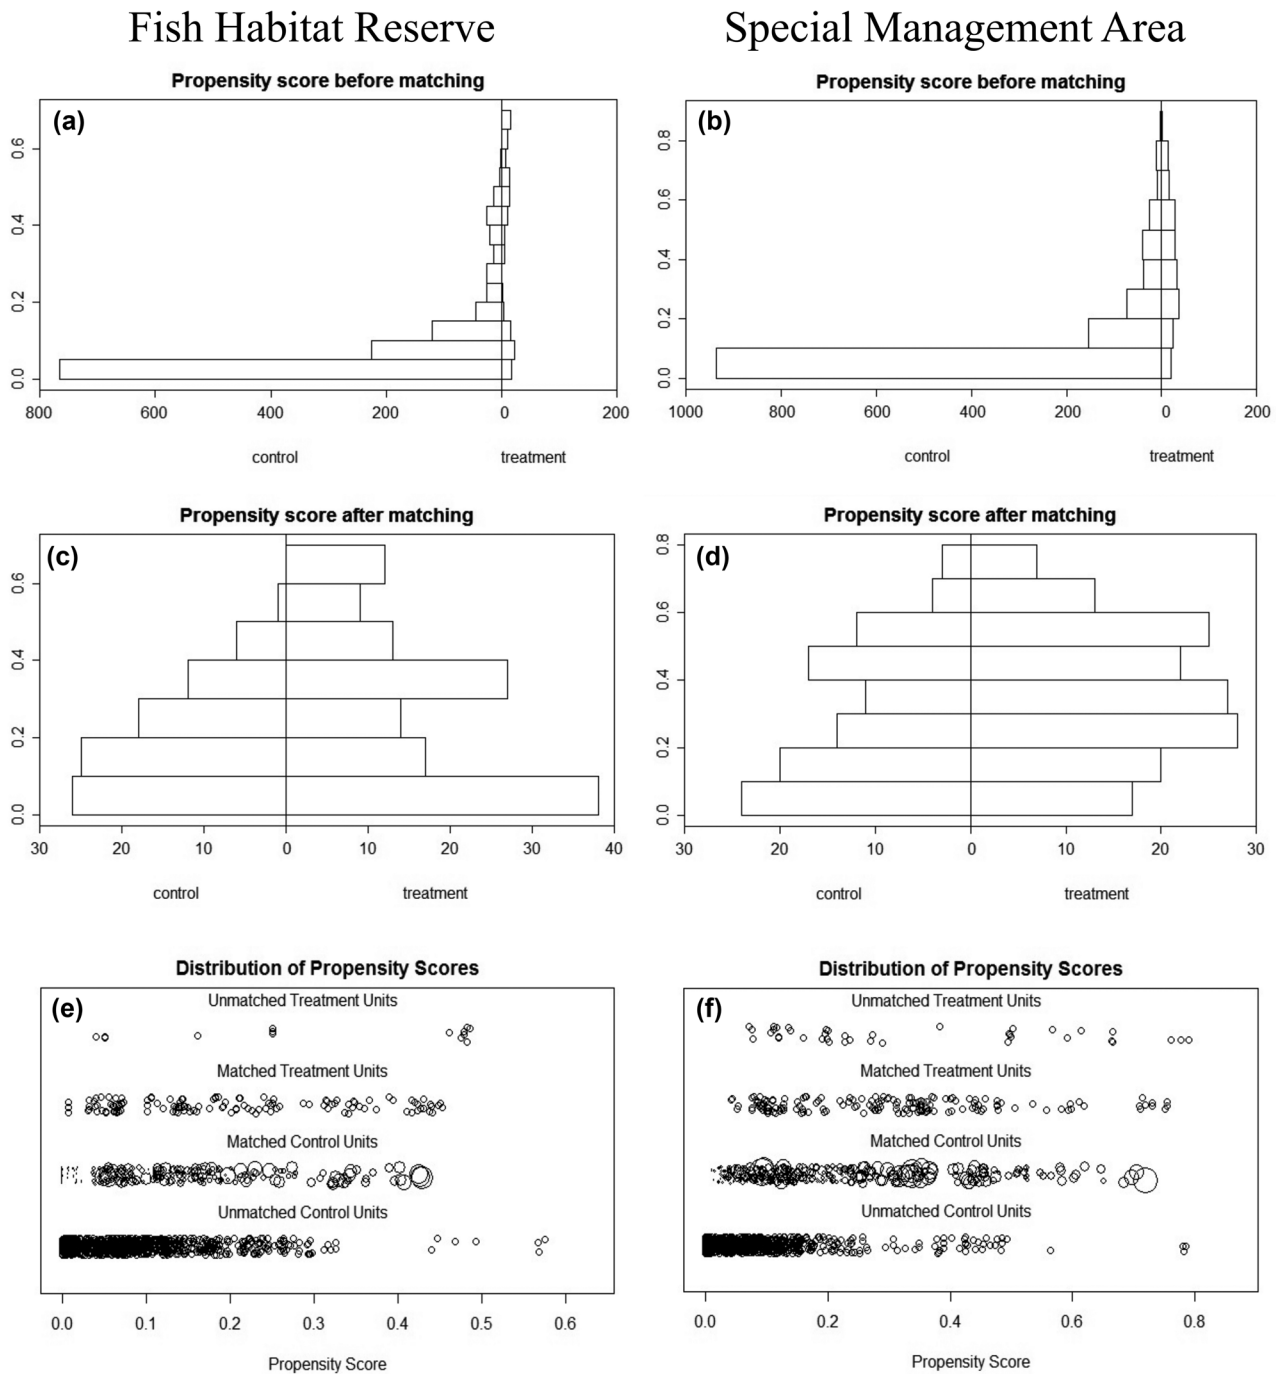 Fish Habitat Reserve
Special Management Area
Propensity score before matching
(a)
0.0 0.2 0.4 0.6
800 600 400 200 0 200
control treatment
Propensity score before matching
(b)
0.0 0.2 0.4 0.6 0.8
1000 800 600 400 200 0 200
control treatment
Propensity score after matching
(c)
0.0 0.2 0.4 0.6
30 20 10 0 10 20 30 40
control treatment
Propensity score after matching
(d)
0.0 0.2 0.4 0.6 0.8
30 20 10 0 10 20 30
control treatment
Distribution of Propensity Scores
(e)
Unmatched Treatment Units
Matched Treatment Units
Matched Control Units
Unmatched Control Units
0.0 0.1 0.2 0.3 0.4 0.5 0.6
Propensity Score
Distribution of Propensity Scores
(f)
Unmatched Treatment Units
Matched Treatment Units
Matched Control Units
Unmatched Control Units
0.0 0.2 0.4 0.6 0.8
Propensity Score